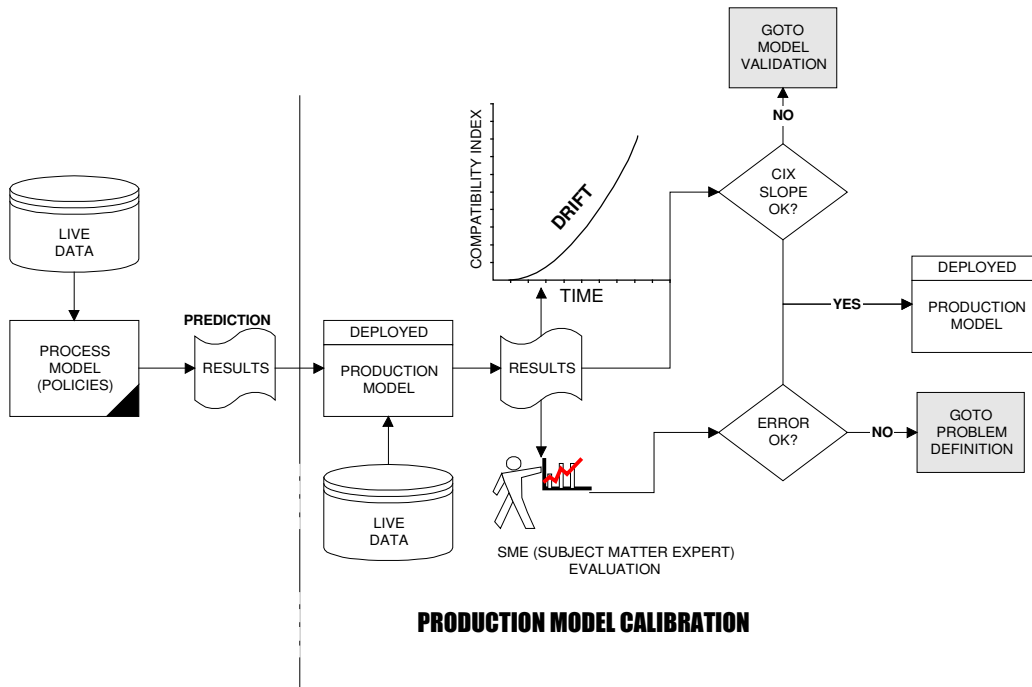 GOTO
MODEL
VALIDATION
NO
COMPATIBILITY INDEX
DRIFT
TIME
CIX
SLOPE
OK?
LIVE
DATA
PROCESS
MODEL
(POLICIES)
PREDICTION
RESULTS
DEPLOYED
PRODUCTION
MODEL
RESULTS
YES
DEPLOYED
PRODUCTION
MODEL
ERROR
OK?
NO
GOTO
PROBLEM
DEFINITION
LIVE
DATA
SME (SUBJECT MATTER EXPERT)
EVALUATION
PRODUCTION MODEL CALIBRATION